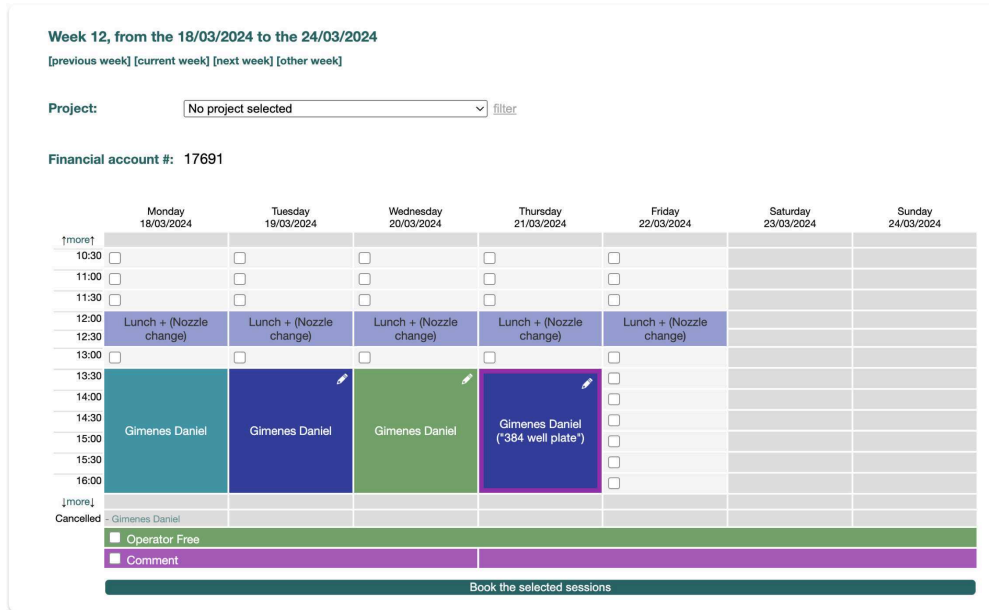 Week 12, from the 18/03/2024 to the 24/03/2024
[previous week] [current week] [next week] [other week]
Project: No project selected filter
Financial account #: 17691
Monday Tuesday Wednesday Thursday Friday Saturday Sunday
18/03/2024 19/03/2024 20/03/2024 21/03/2024 22/03/2024 23/03/2024 24/03/2024
↑more↑
10:30
11:00
11:30
12:00 Lunch + (Nozzle Lunch + (Nozzle Lunch + (Nozzle Lunch + (Nozzle Lunch + (Nozzle
12:30 change) change) change) change) change)
13:00
13:30
14:00
14:30 Gimenes Daniel
15:00 Gimenes Daniel Gimenes Daniel Gimenes Daniel ("384 well plate")
15:30
16:00
↓more↓
Cancelled - Gimenes Daniel
Operator Free
Comment
Book the selected sessions